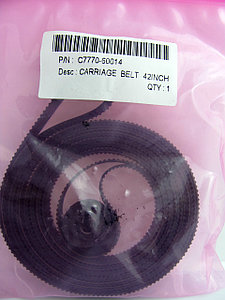 P/N : C7770-60014
Desc : CARRIAGE BELT 42INCH
QTY : 1